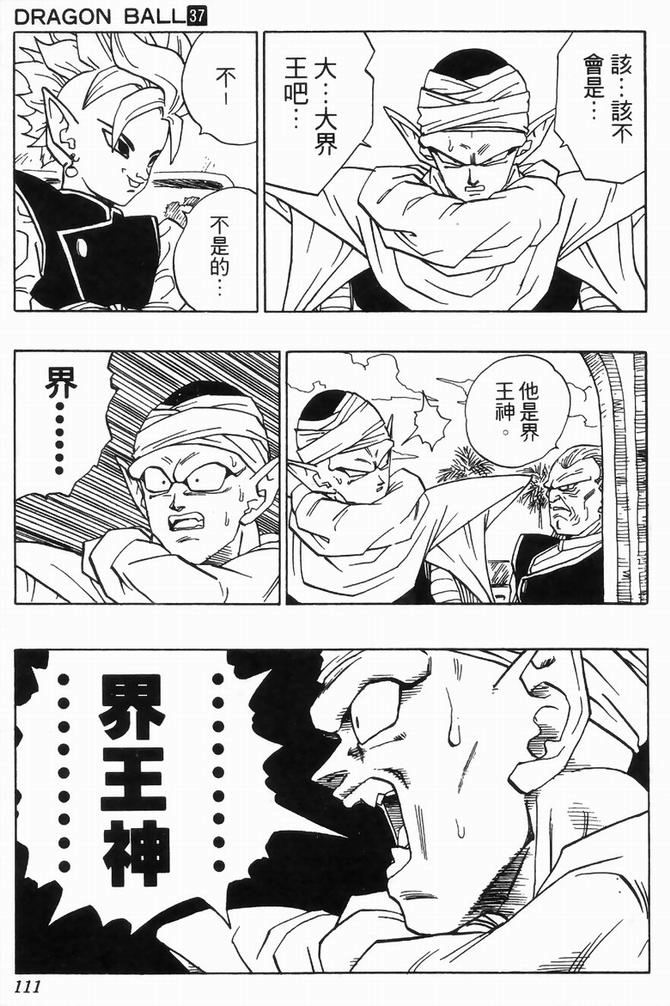 DRAGON BALL 37
該…該不
會是…
大…大界
王吧…
不ー
不是的…
他是界
王神。
界……
………
界王神
………
111